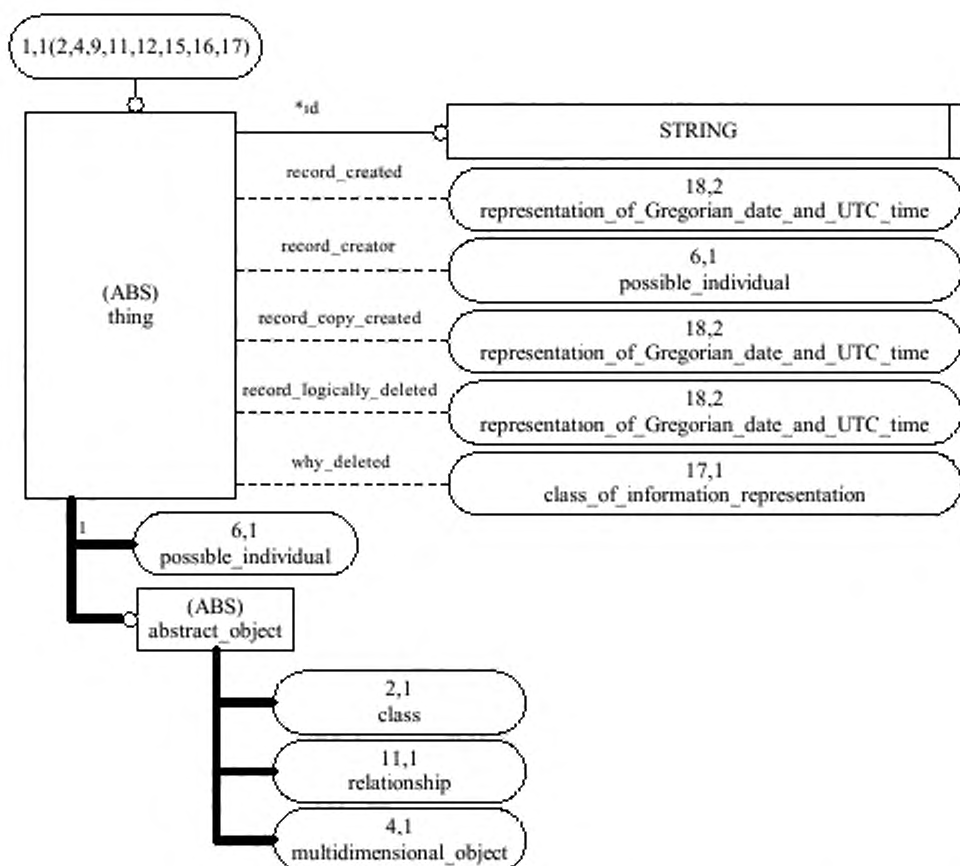 1,1(2,4,9,11,12,15,16,17)
*id
STRING
record_created
18,2
representation_of_Gregorian_date_and_UTC_time
record_creator
6,1
possible_individual
(ABS)
thing
record_copy_created
18,2
representation_of_Gregorian_date_and_UTC_time
record_logically_deleted
18,2
representation_of_Gregorian_date_and_UTC_time
why_deleted
17,1
class_of_information_representation
1
6,1
possible_individual
(ABS)
abstract_object
2,1
class
11,1
relationship
4,1
multidimensional_object